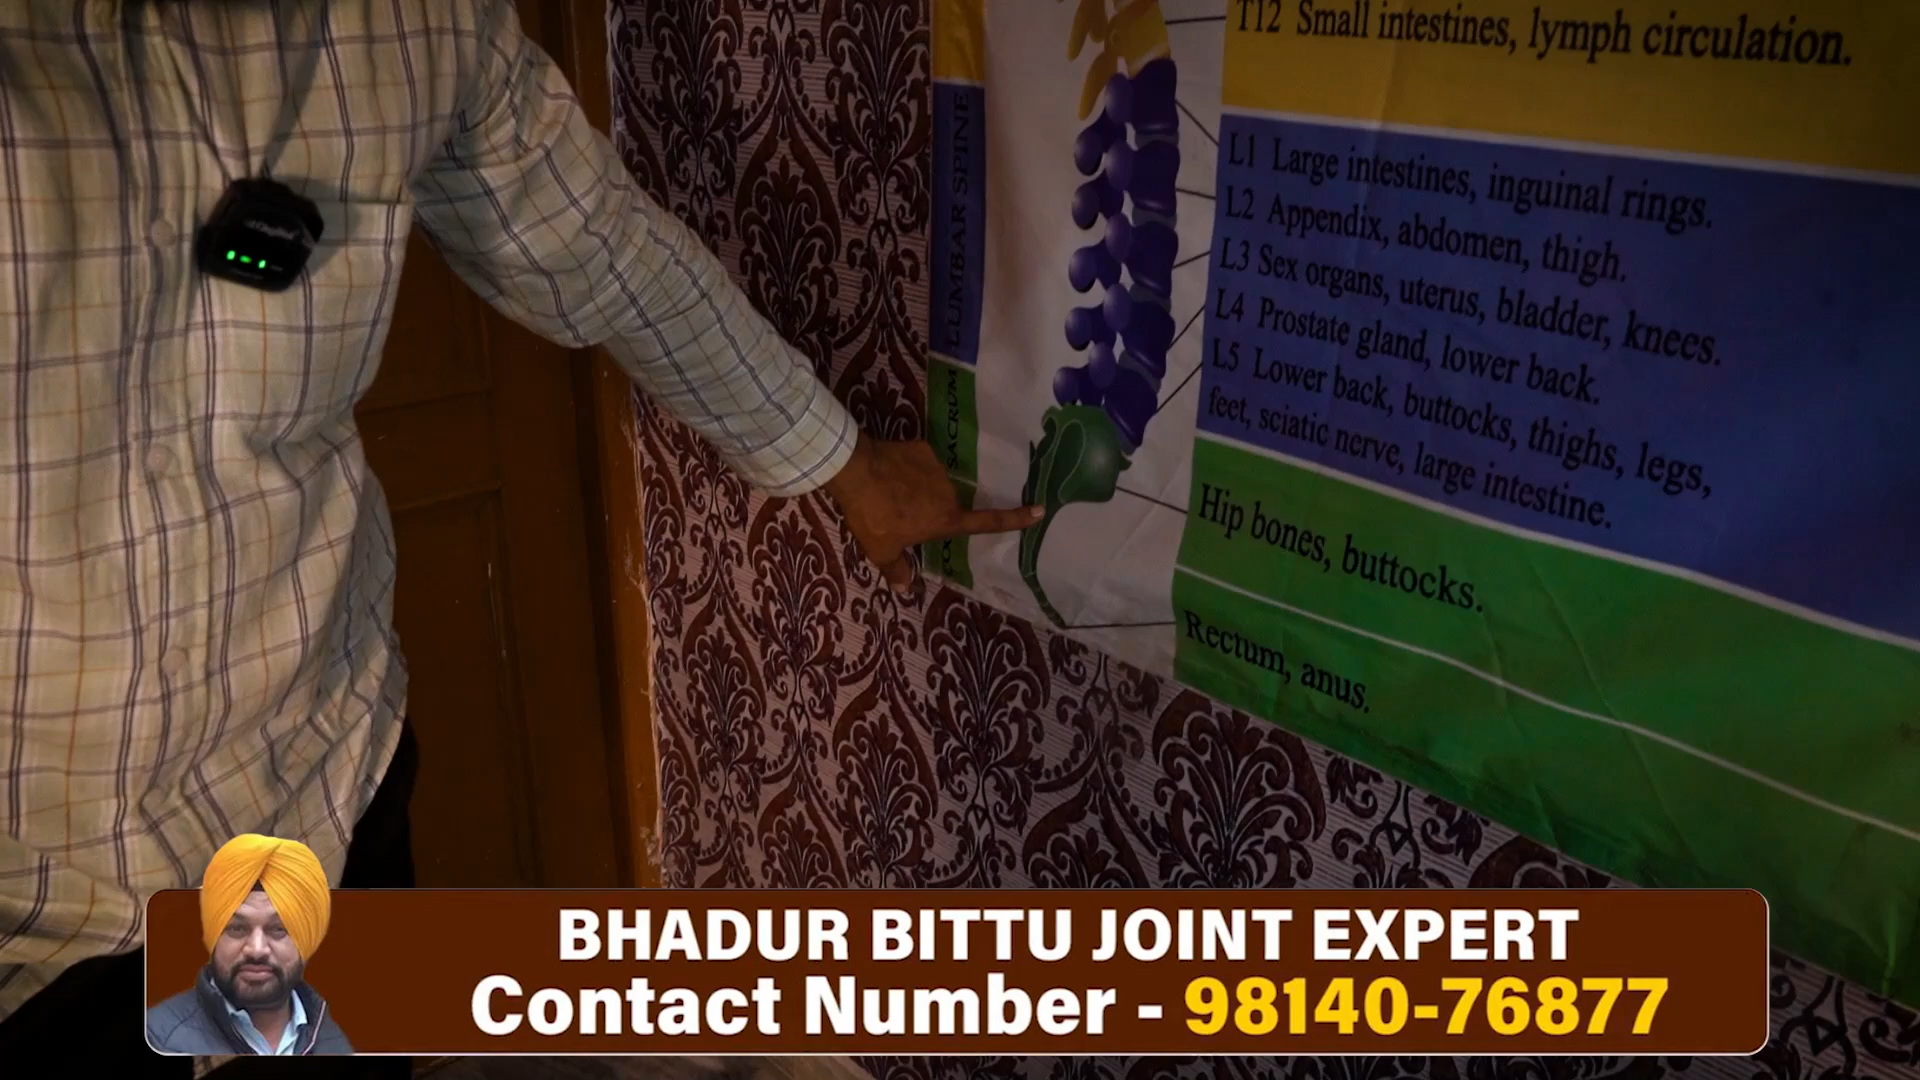 T12 Small intestines, lymph circulation.
LUMBAR SPINE
L1 Large intestines, inguinal rings.
L2 Appendix, abdomen, thigh.
L3 Sex organs, uterus, bladder, knees.
L4 Prostate gland, lower back.
L5 Lower back, buttocks, thighs, legs,
feet, sciatic nerve, large intestine.
SACRUM
Hip bones, buttocks.
Rectum, anus.
BHADUR BITTU JOINT EXPERT
Contact Number - 98140-76877